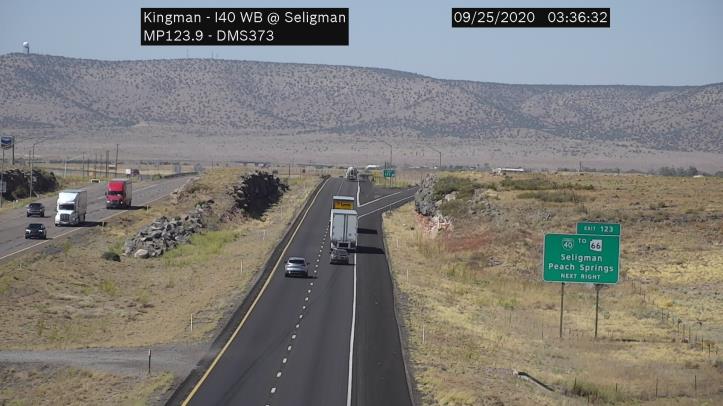 Kingman - I40 WB @ Seligman
MP123.9 - DMS373
09/25/2020 03:36:32
EXIT 123
40 TO 66
Seligman
Peach Springs
NEXT RIGHT